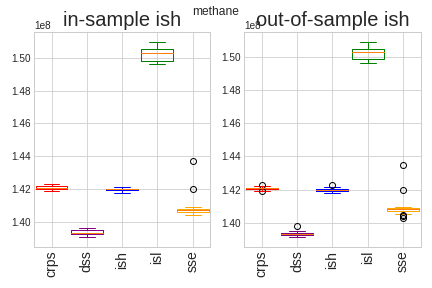 methane
in-sample ish
out-of-sample ish
1e8
1e8
1.50
1.48
1.46
1.44
1.42
1.40
1.50
1.48
1.46
1.44
1.42
1.40
crps
dss
ish
isl
sse
crps
dss
ish
isl
sse